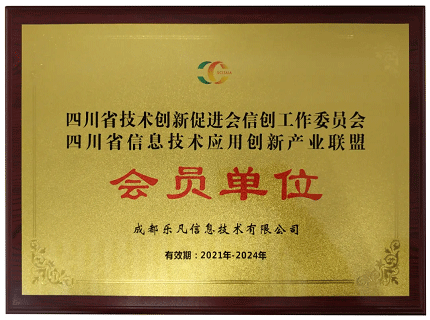 四川省技术创新促进会信创工作委员会
四川省信息技术应用创新产业联盟
会员单位
成都乐凡信息技术有限公司
有效期：2021年-2024年